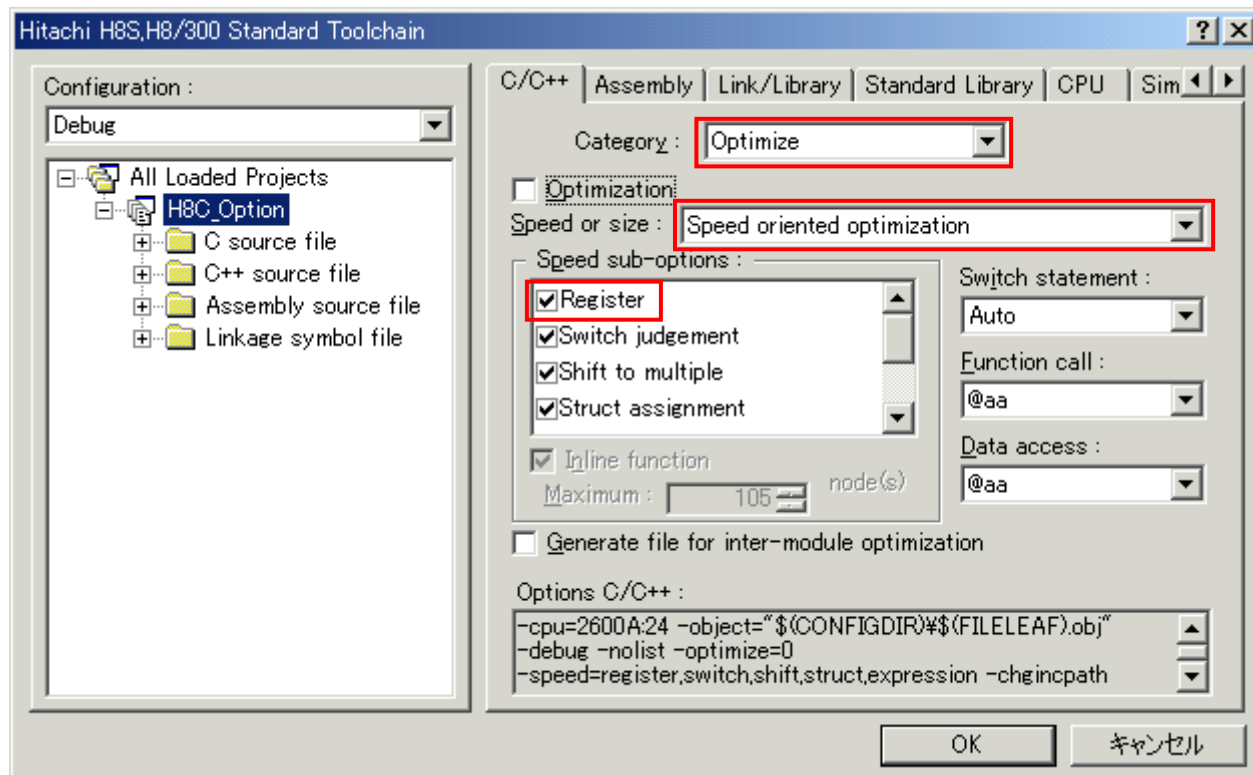 Hitachi H8S,H8/300 Standard Toolchain
Configuration :
Debug
All Loaded Projects
H8C_Option
C source file
C++ source file
Assembly source file
Linkage symbol file
C/C++ Assembly Link/Library Standard Library CPU Sim
Category : Optimize
Optimization
Speed or size : Speed oriented optimization
Speed sub-options :
Register
Switch judgement
Shift to multiple
Struct assignment
Inline function
Maximum : 105 node(s)
Switch statement :
Auto
Function call :
@aa
Data access :
@aa
Generate file for inter-module optimization
Options C/C++ :
-cpu=2600A:24 -object="$(CONFIGDIR)¥$(FILELEAF).obj"
-debug -nolist -optimize=0
-speed=register,switch,shift,struct,expression -chgincpath
OK キャンセル